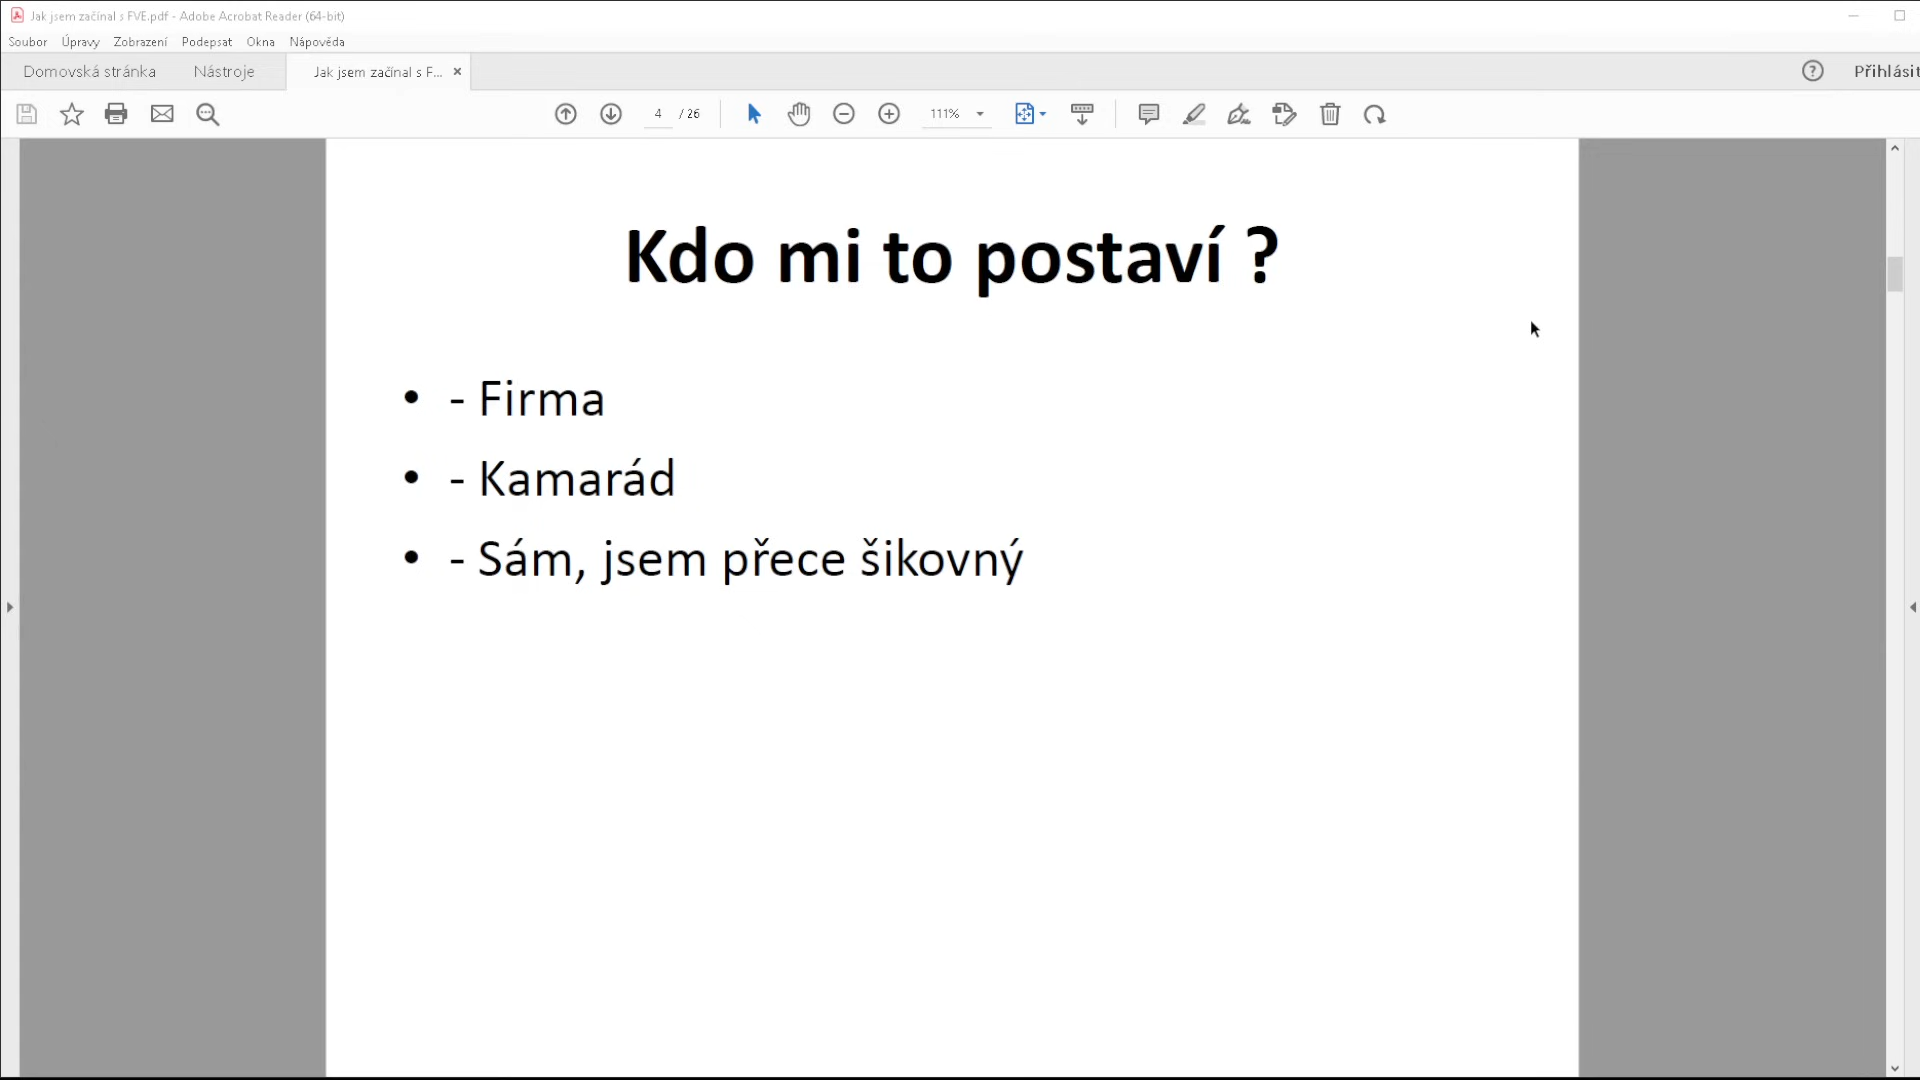 Jak jsem začínal s FVE.pdf - Adobe Acrobat Reader (64-bit)
Soubor Úpravy Zobrazení Podepsat Okna Nápověda
Domovská stránka Nástroje Jak jsem začínal s F... Přihlásit
4 / 26 111%
Kdo mi to postaví ?
• - Firma
• - Kamarád
• - Sám, jsem přece šikovný